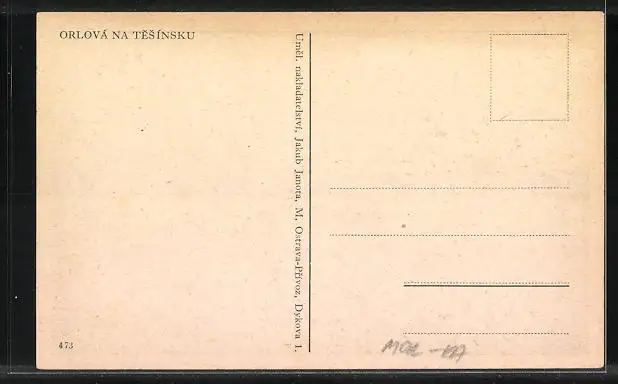 ORLOVÁ NA TĚŠÍNSKU
Uměl. nakladatelství, Jakub Janota, M. Ostrava-Přívoz, Dykova 1.
473